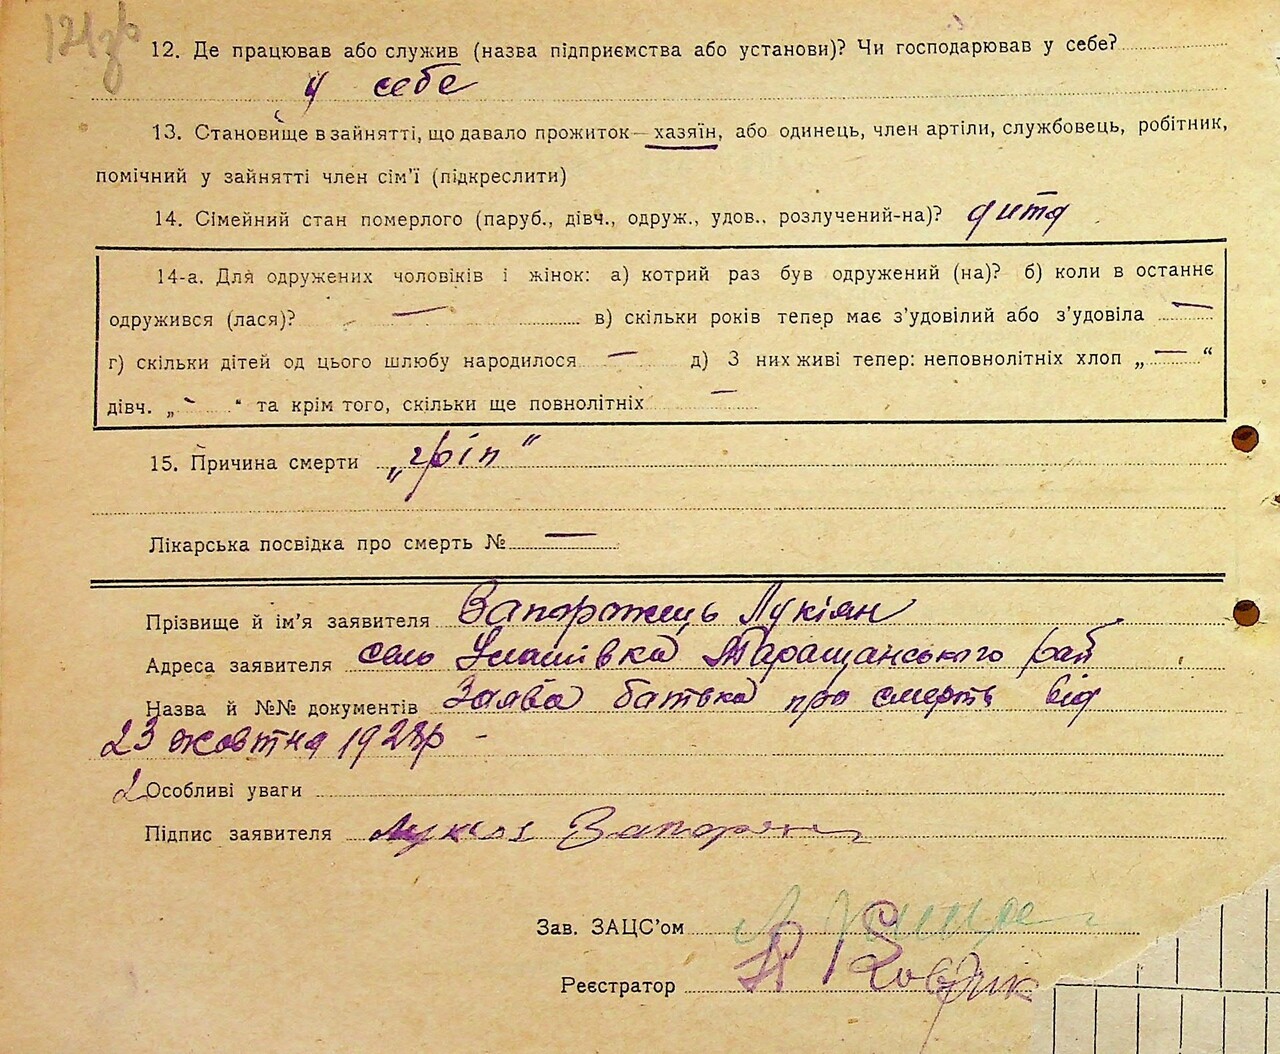 121зв
12. Де працював або служив (назва підприємства або установи)? Чи господарював у себе?
у себе
13. Становище в зайнятті, що давало прожиток — хазяїн, або одинець, член артілі, службовець, робітник,
помічний у зайнятті член сім'ї (підкреслити)
14. Сімейний стан померлого (паруб., дівч., одруж., удов., розлучений-на)? дитя
14-а. Для одружених чоловіків і жінок: а) котрий раз був одружений (на)? б) коли в останнє
одружився (лася)? — в) скільки років тепер має з'удовілий або з'удовіла —
г) скільки дітей од цього шлюбу народилося — д) З них живі тепер: неповнолітніх хлоп „—“
дівч. „-“ та крім того, скільки ще повнолітніх —
15. Причина смерти „гріп“
Лікарська посвідка про смерть № —
Прізвище й ім'я заявителя Запорожець Лукіян
Адреса заявителя село Улашівка Таращанського рай
Назва й №№ документів Заява батька про смерть від
23 жовтня 1928р -
Особливі уваги
Підпис заявителя Запорож
Зав. ЗАЦС'ом
Реєстратор